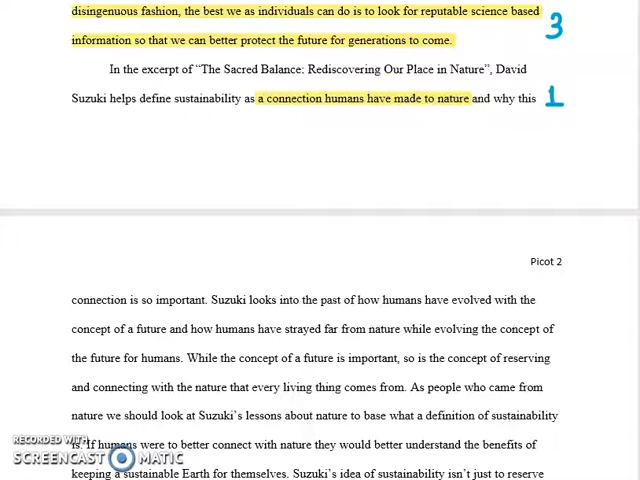 disingenuous fashion, the best we as individuals can do is to look for reputable science based
information so that we can better protect the future for generations to come.
3
In the excerpt of “The Sacred Balance: Rediscovering Our Place in Nature”, David
Suzuki helps define sustainability as a connection humans have made to nature and why this
1
Picot 2
connection is so important. Suzuki looks into the past of how humans have evolved with the
concept of a future and how humans have strayed far from nature while evolving the concept of
the future for humans. While the concept of a future is important, so is the concept of reserving
and connecting with the nature that every living thing comes from. As people who came from
nature we should look at Suzuki’s lessons about nature to base what a definition of sustainability
is. If humans were to better connect with nature they would better understand the benefits of
keeping a sustainable Earth for themselves. Suzuki’s idea of sustainability isn’t just to reserve
RECORDED WITH
SCREENCAST MATIC